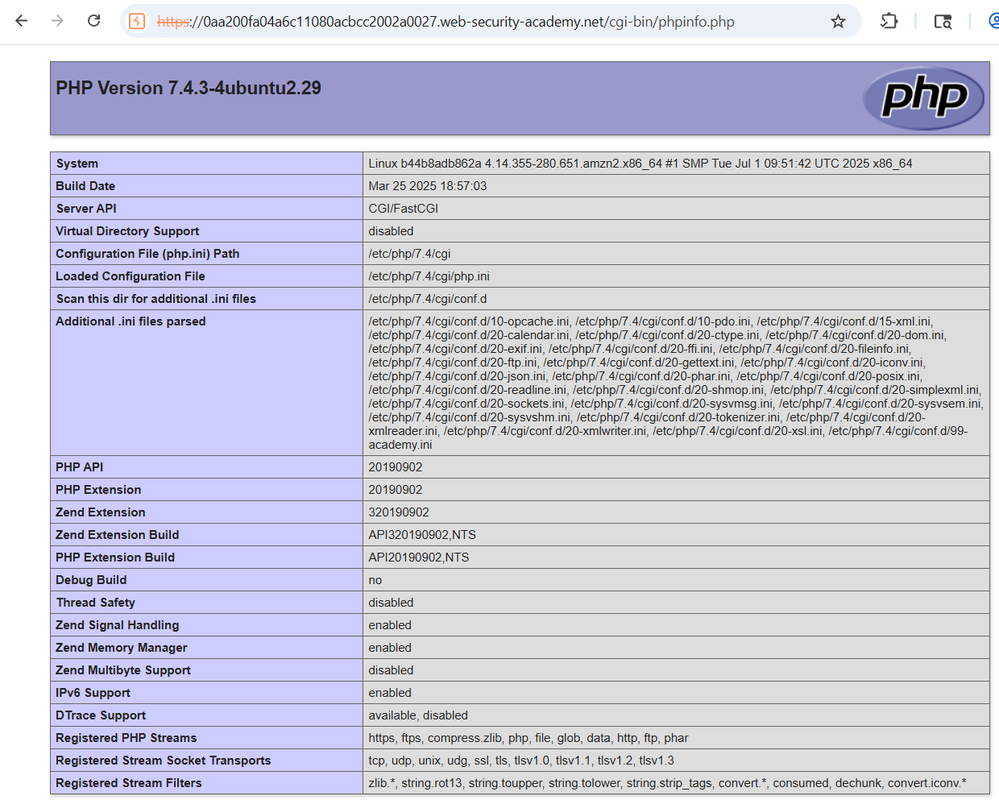 https://0aa200fa04a6c11080acbcc2002a0027.web-security-academy.net/cgi-bin/phpinfo.php
PHP Version 7.4.3-4ubuntu2.29
php
System Linux b44b8adb862a 4.14.355-280.651.amzn2.x86_64 #1 SMP Tue Jul 1 09:51:42 UTC 2025 x86_64
Build Date Mar 25 2025 18:57:03
Server API CGI/FastCGI
Virtual Directory Support disabled
Configuration File (php.ini) Path /etc/php/7.4/cgi
Loaded Configuration File /etc/php/7.4/cgi/php.ini
Scan this dir for additional .ini files /etc/php/7.4/cgi/conf.d
Additional .ini files parsed /etc/php/7.4/cgi/conf.d/10-opcache.ini, /etc/php/7.4/cgi/conf.d/10-pdo.ini, /etc/php/7.4/cgi/conf.d/15-xml.ini,
/etc/php/7.4/cgi/conf.d/20-calendar.ini, /etc/php/7.4/cgi/conf.d/20-ctype.ini, /etc/php/7.4/cgi/conf.d/20-dom.ini,
/etc/php/7.4/cgi/conf.d/20-exif.ini, /etc/php/7.4/cgi/conf.d/20-ffi.ini, /etc/php/7.4/cgi/conf.d/20-fileinfo.ini,
/etc/php/7.4/cgi/conf.d/20-ftp.ini, /etc/php/7.4/cgi/conf.d/20-gettext.ini, /etc/php/7.4/cgi/conf.d/20-iconv.ini,
/etc/php/7.4/cgi/conf.d/20-json.ini, /etc/php/7.4/cgi/conf.d/20-phar.ini, /etc/php/7.4/cgi/conf.d/20-posix.ini,
/etc/php/7.4/cgi/conf.d/20-readline.ini, /etc/php/7.4/cgi/conf.d/20-shmop.ini, /etc/php/7.4/cgi/conf.d/20-simplexml.ini,
/etc/php/7.4/cgi/conf.d/20-sockets.ini, /etc/php/7.4/cgi/conf.d/20-sysvmsg.ini, /etc/php/7.4/cgi/conf.d/20-sysvsem.ini,
/etc/php/7.4/cgi/conf.d/20-sysvshm.ini, /etc/php/7.4/cgi/conf.d/20-tokenizer.ini, /etc/php/7.4/cgi/conf.d/20-
xmlreader.ini, /etc/php/7.4/cgi/conf.d/20-xmlwriter.ini, /etc/php/7.4/cgi/conf.d/20-xsl.ini, /etc/php/7.4/cgi/conf.d/99-
academy.ini
PHP API 20190902
PHP Extension 20190902
Zend Extension 320190902
Zend Extension Build API320190902,NTS
PHP Extension Build API20190902,NTS
Debug Build no
Thread Safety disabled
Zend Signal Handling enabled
Zend Memory Manager enabled
Zend Multibyte Support disabled
IPv6 Support enabled
DTrace Support available, disabled
Registered PHP Streams https, ftps, compress.zlib, php, file, glob, data, http, ftp, phar
Registered Stream Socket Transports tcp, udp, unix, udg, ssl, tls, tlsv1.0, tlsv1.1, tlsv1.2, tlsv1.3
Registered Stream Filters zlib.*, string.rot13, string.toupper, string.tolower, string.strip_tags, convert.*, consumed, dechunk, convert.iconv.*